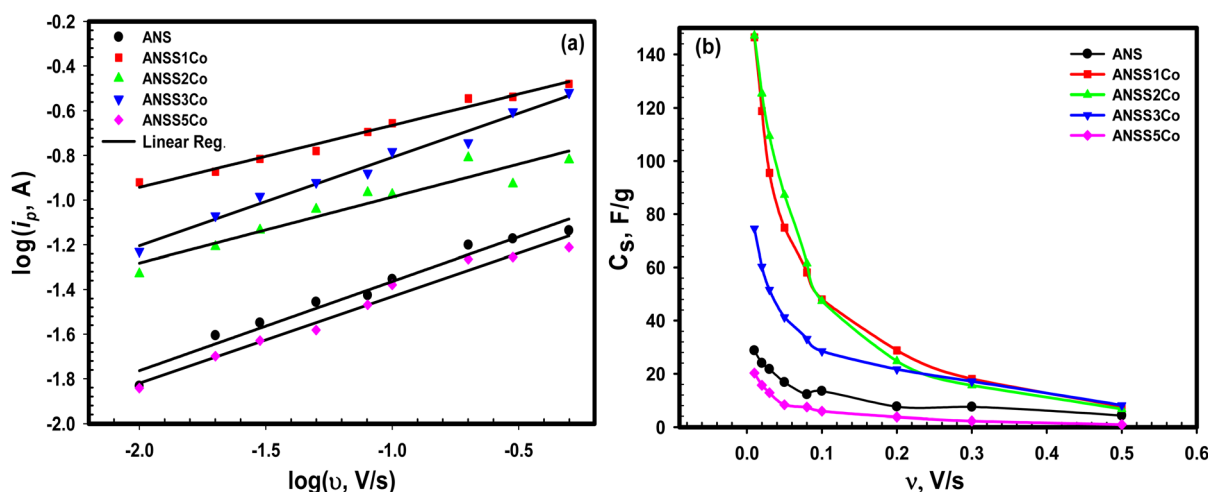 (a)
ANS
ANSS1Co
ANSS2Co
ANSS3Co
ANSS5Co
Linear Reg.
log(iₚ, A)
-0.2
-0.4
-0.6
-0.8
-1.0
-1.2
-1.4
-1.6
-1.8
-2.0
-2.0
-1.5
-1.0
-0.5
log(υ, V/s)
(b)
ANS
ANSS1Co
ANSS2Co
ANSS3Co
ANSS5Co
Cₛ, F/g
140
120
100
80
60
40
20
0
0.0
0.1
0.2
0.3
0.4
0.5
0.6
ν, V/s